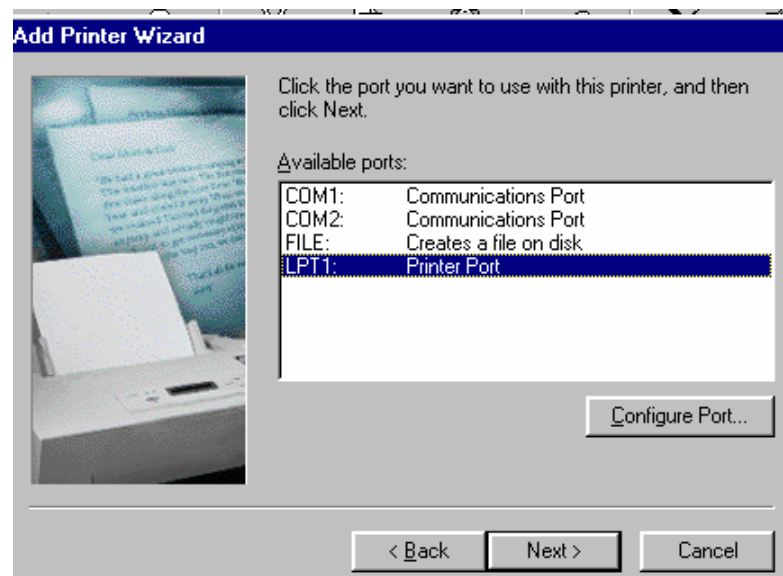 Add Printer Wizard
Click the port you want to use with this printer, and then
click Next.
Available ports:
COM1: Communications Port
COM2: Communications Port
FILE: Creates a file on disk
LPT1: Printer Port
Configure Port...
< Back Next > Cancel